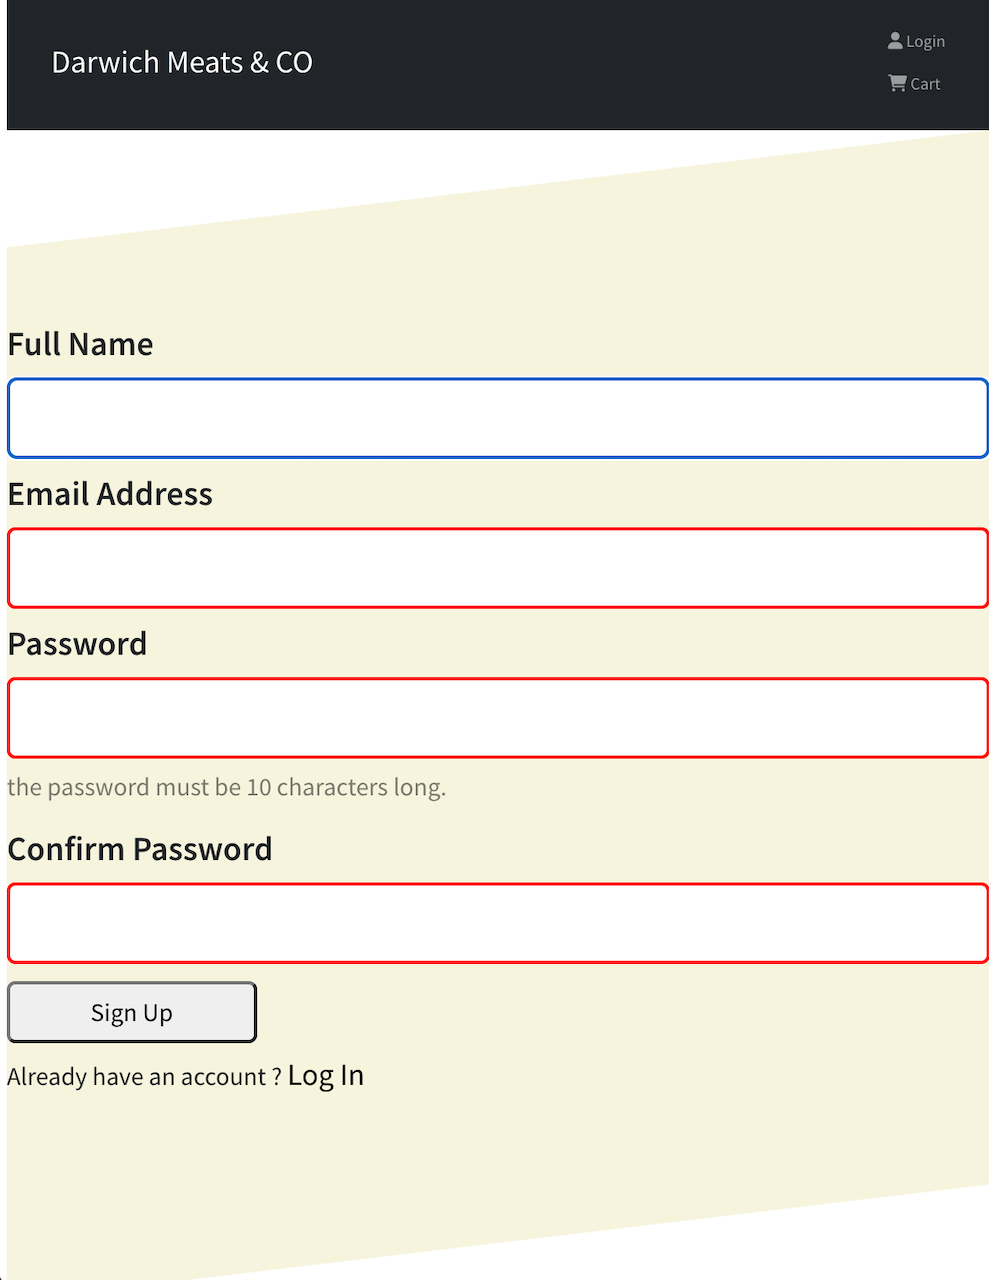 Darwich Meats & CO
Login
Cart
Full Name
Email Address
Password
the password must be 10 characters long.
Confirm Password
Sign Up
Already have an account ? Log In